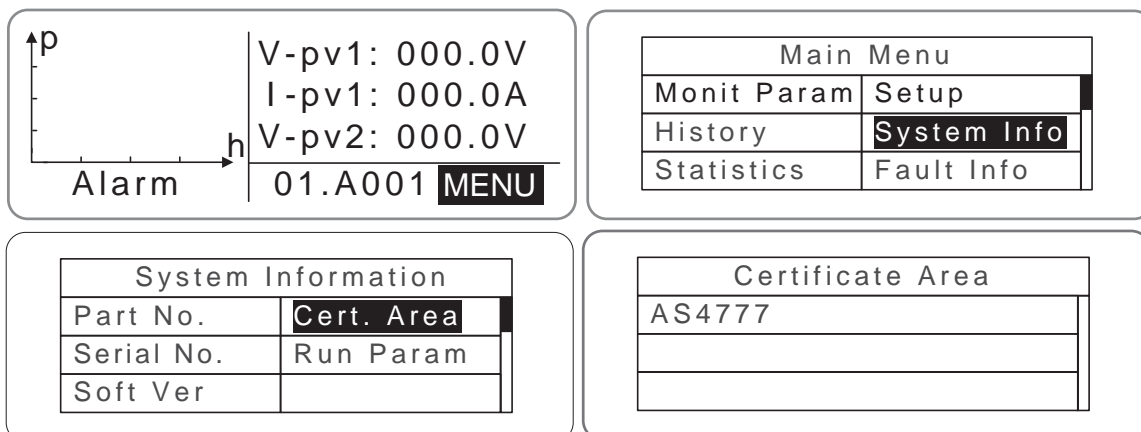 p
V-pv1: 000.0V
I-pv1: 000.0A
V-pv2: 000.0V
h
Alarm 01.A001 MENU
Main Menu
Monit Param Setup
History System Info
Statistics Fault Info
System Information
Part No. Cert. Area
Serial No. Run Param
Soft Ver
Certificate Area
AS4777